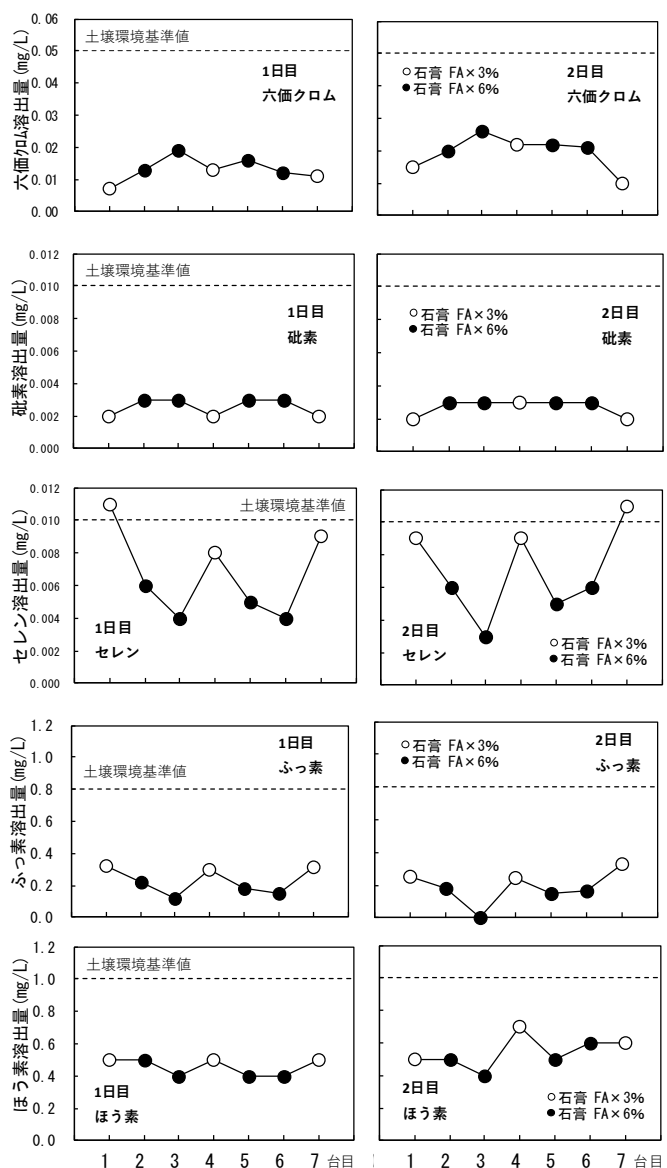 六価クロム溶出量(mg/L)
0.06
0.05
0.04
0.03
0.02
0.01
0.00
土壌環境基準値
1日目
六価クロム
2日目
六価クロム
石膏 FA×3%
石膏 FA×6%
砒素溶出量(mg/L)
0.012
0.010
0.008
0.006
0.004
0.002
0.000
土壌環境基準値
1日目
砒素
2日目
砒素
石膏 FA×3%
石膏 FA×6%
セレン溶出量(mg/L)
0.012
0.010
0.008
0.006
0.004
0.002
0.000
土壌環境基準値
1日目
セレン
2日目
セレン
石膏 FA×3%
石膏 FA×6%
ふっ素溶出量(mg/L)
1.2
1.0
0.8
0.6
0.4
0.2
0.0
1日目
ふっ素
土壌環境基準値
石膏 FA×3%
石膏 FA×6%
2日目
ふっ素
ほう素溶出量(mg/L)
1.2
1.0
0.8
0.6
0.4
0.2
0.0
土壌環境基準値
1日目
ほう素
2日目
ほう素
石膏 FA×3%
石膏 FA×6%
1 2 3 4 5 6 7 台目
1 2 3 4 5 6 7 台目